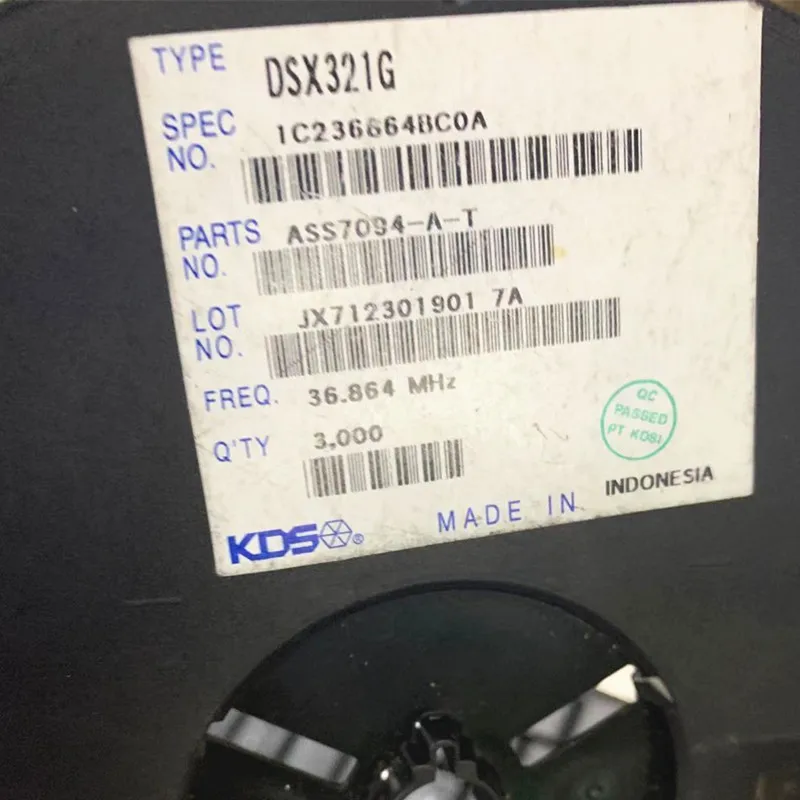 TYPE DSX321G
SPEC NO. 1C236864BC0A
PARTS NO. ASS7094-A-T
LOT NO. JX712301901 7A
FREQ. 36.864 MHz
Q'TY 3,000
QC
PASSED
PT KDSI
KDS®
MADE IN INDONESIA